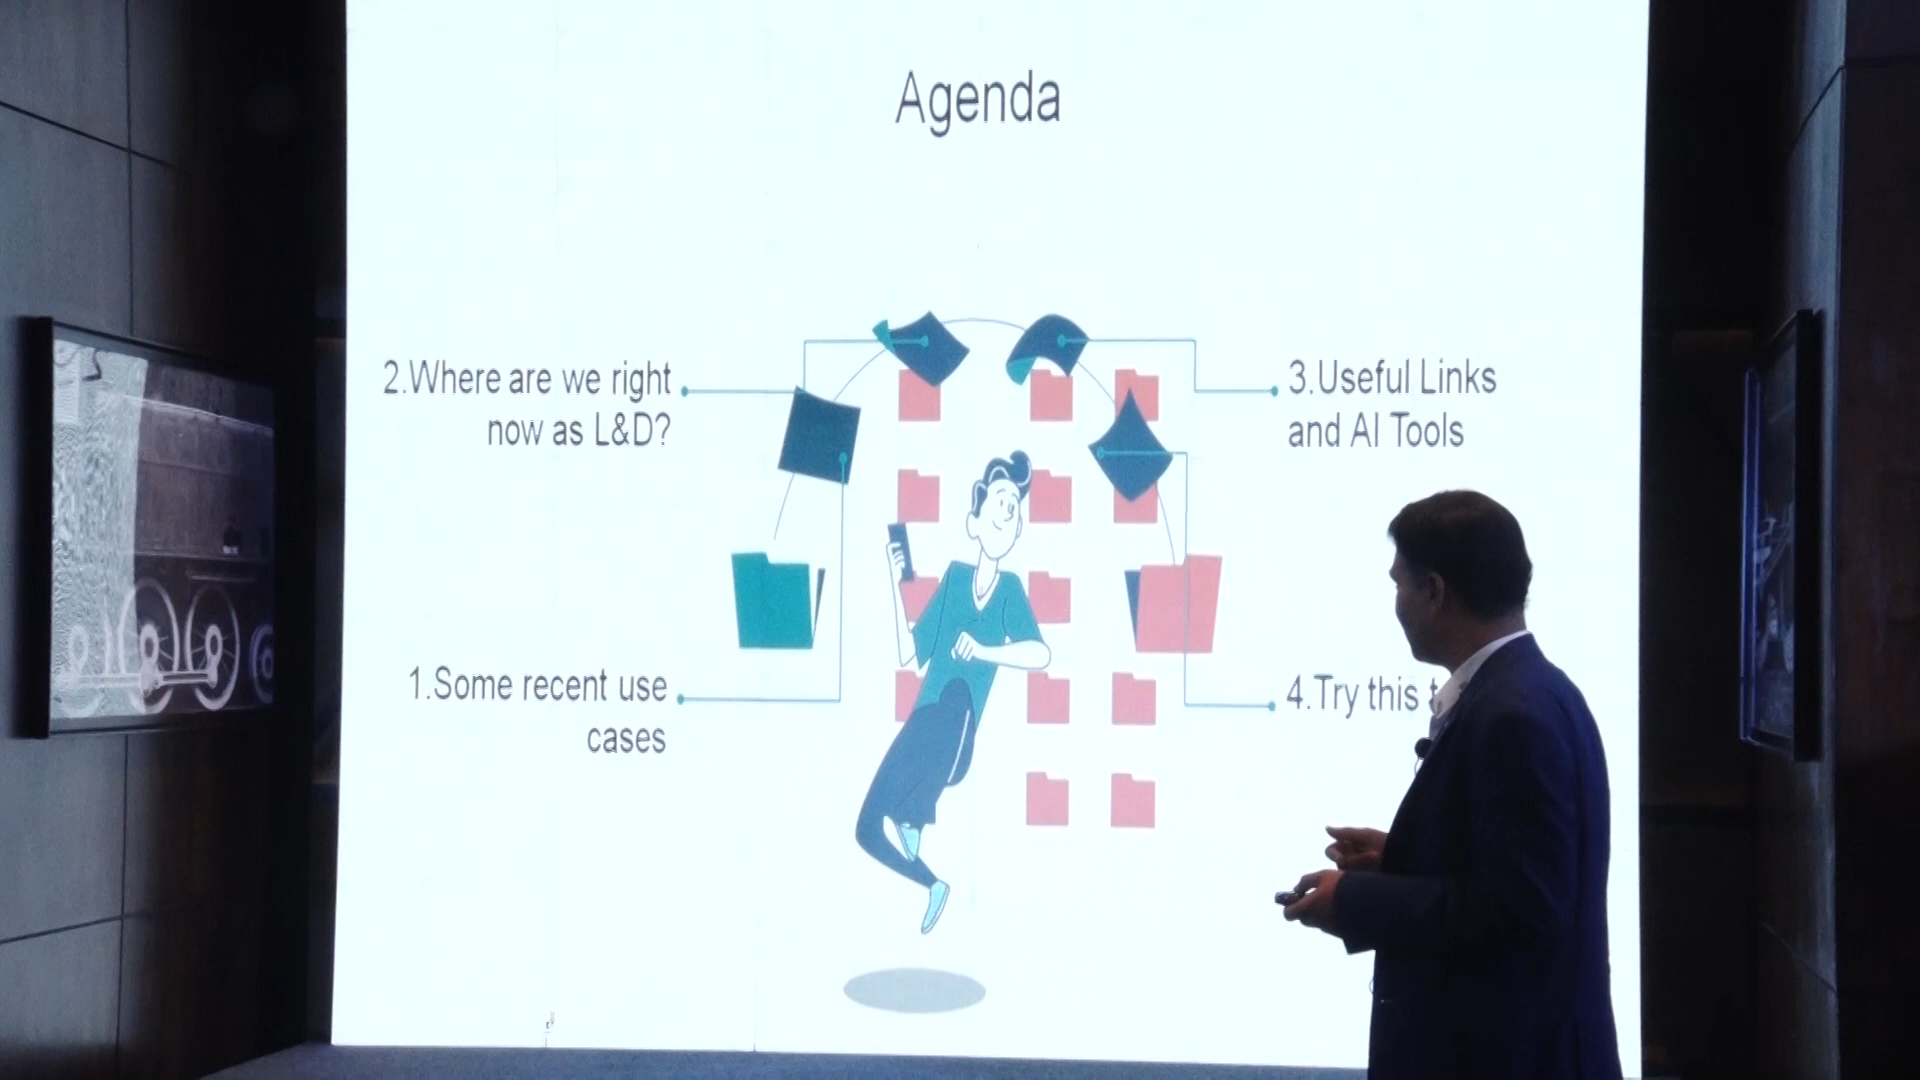 Agenda
2.Where are we right
now as L&D?
3.Useful Links
and AI Tools
1.Some recent use
cases
4.Try this